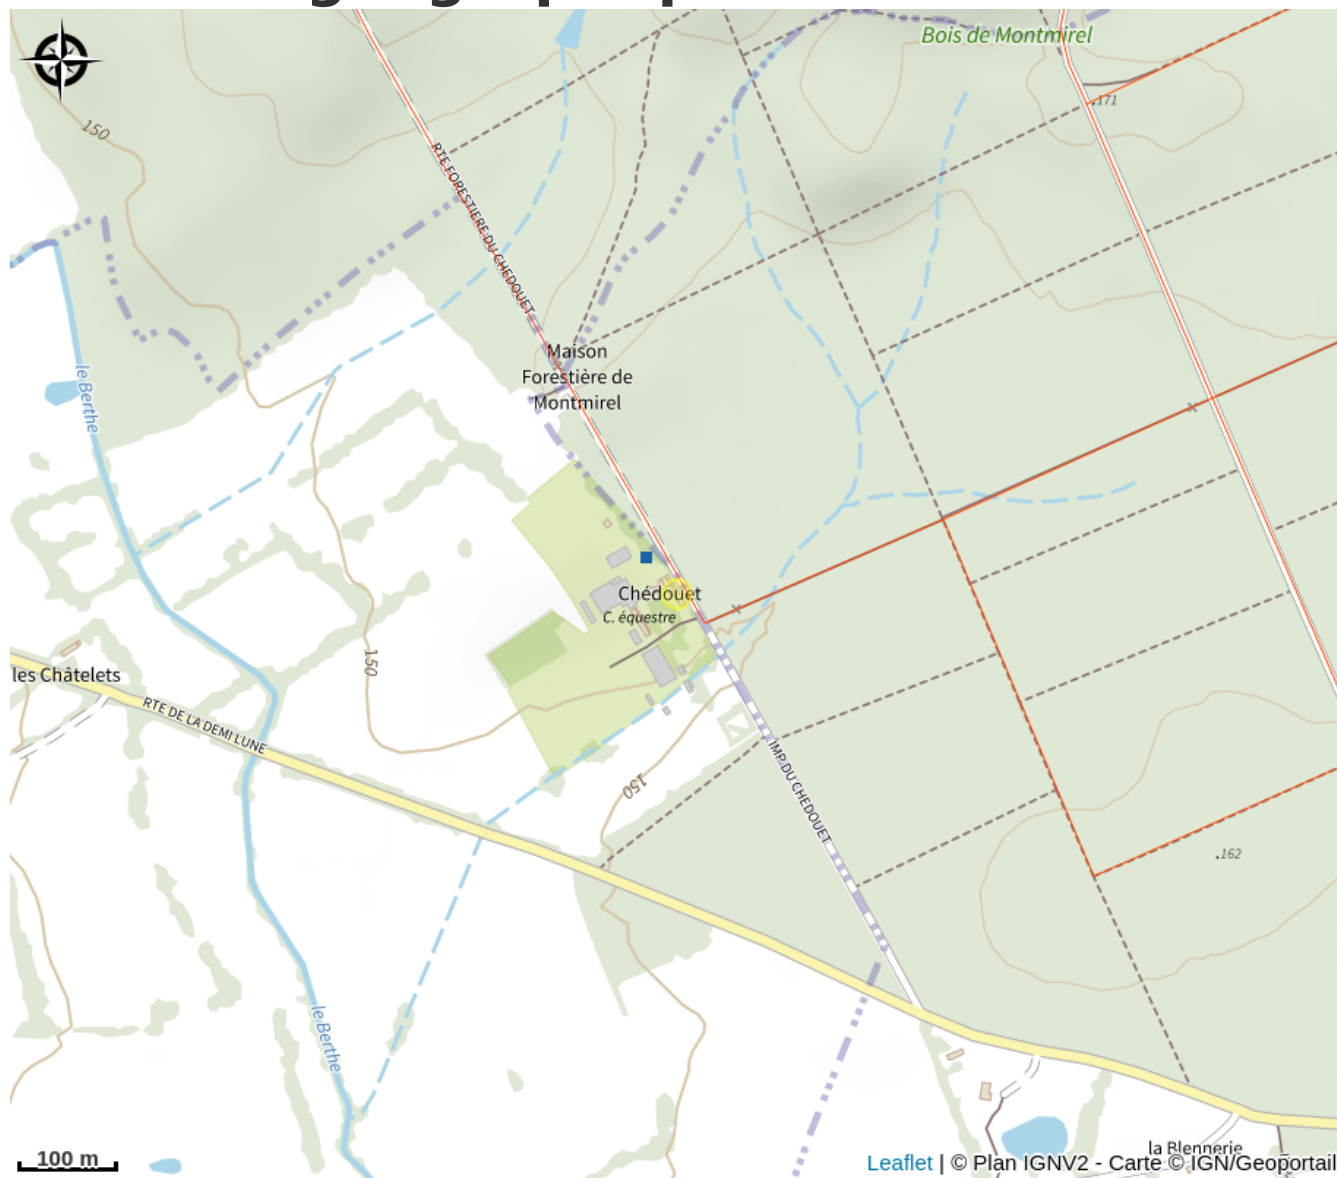 Bois de Montmirel
171
150
RTE FORESTIERE DU CHEDOUET
Maison
Forestière de
Montmirel
le Berthe
Chédouet
C. équestre
150
les Châtelets
RTE DE LA DEMI LUNE
150
IMP DU CHEDOUET
162
le Berthe
la Blennerie
100 m
Leaflet | © Plan IGNV2 - Carte © IGN/Geoportail